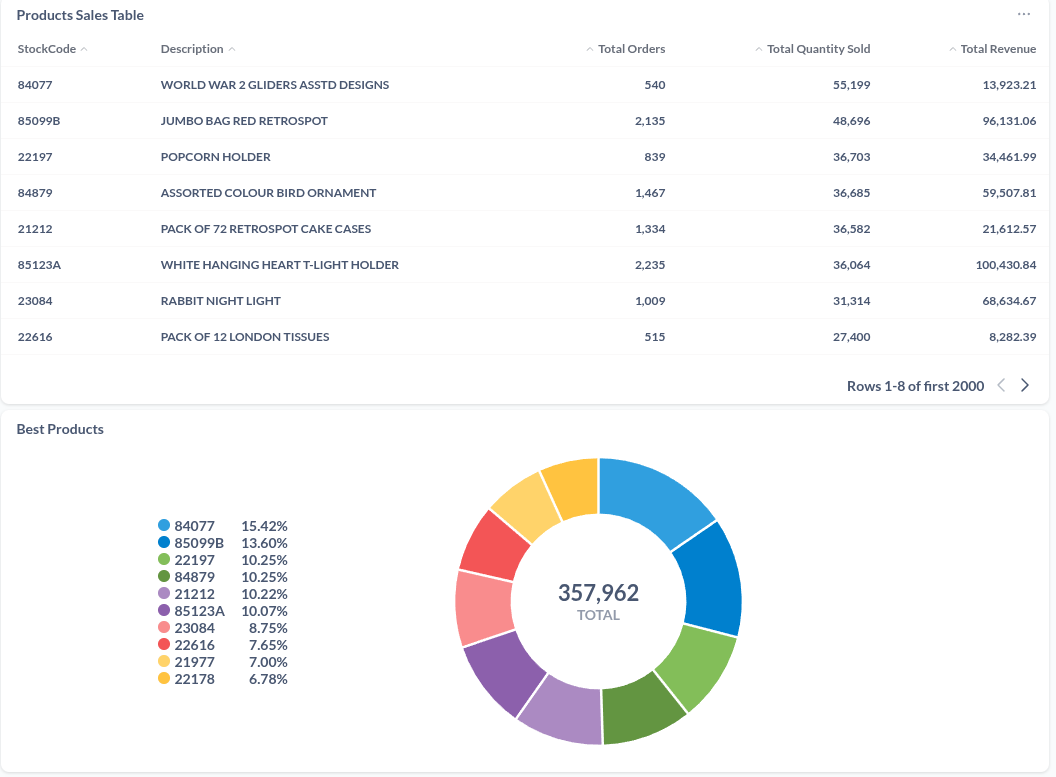 Products Sales Table
StockCode Description Total Orders Total Quantity Sold Total Revenue
84077 WORLD WAR 2 GLIDERS ASSTD DESIGNS 540 55,199 13,923.21
85099B JUMBO BAG RED RETROSPOT 2,135 48,696 96,131.06
22197 POPCORN HOLDER 839 36,703 34,461.99
84879 ASSORTED COLOUR BIRD ORNAMENT 1,467 36,685 59,507.81
21212 PACK OF 72 RETROSPOT CAKE CASES 1,334 36,582 21,612.57
85123A WHITE HANGING HEART T-LIGHT HOLDER 2,235 36,064 100,430.84
23084 RABBIT NIGHT LIGHT 1,009 31,314 68,634.67
22616 PACK OF 12 LONDON TISSUES 515 27,400 8,282.39
Rows 1-8 of first 2000
Best Products
84077 15.42%
85099B 13.60%
22197 10.25%
84879 10.25%
21212 10.22%
85123A 10.07%
23084 8.75%
22616 7.65%
21977 7.00%
22178 6.78%
357,962
TOTAL